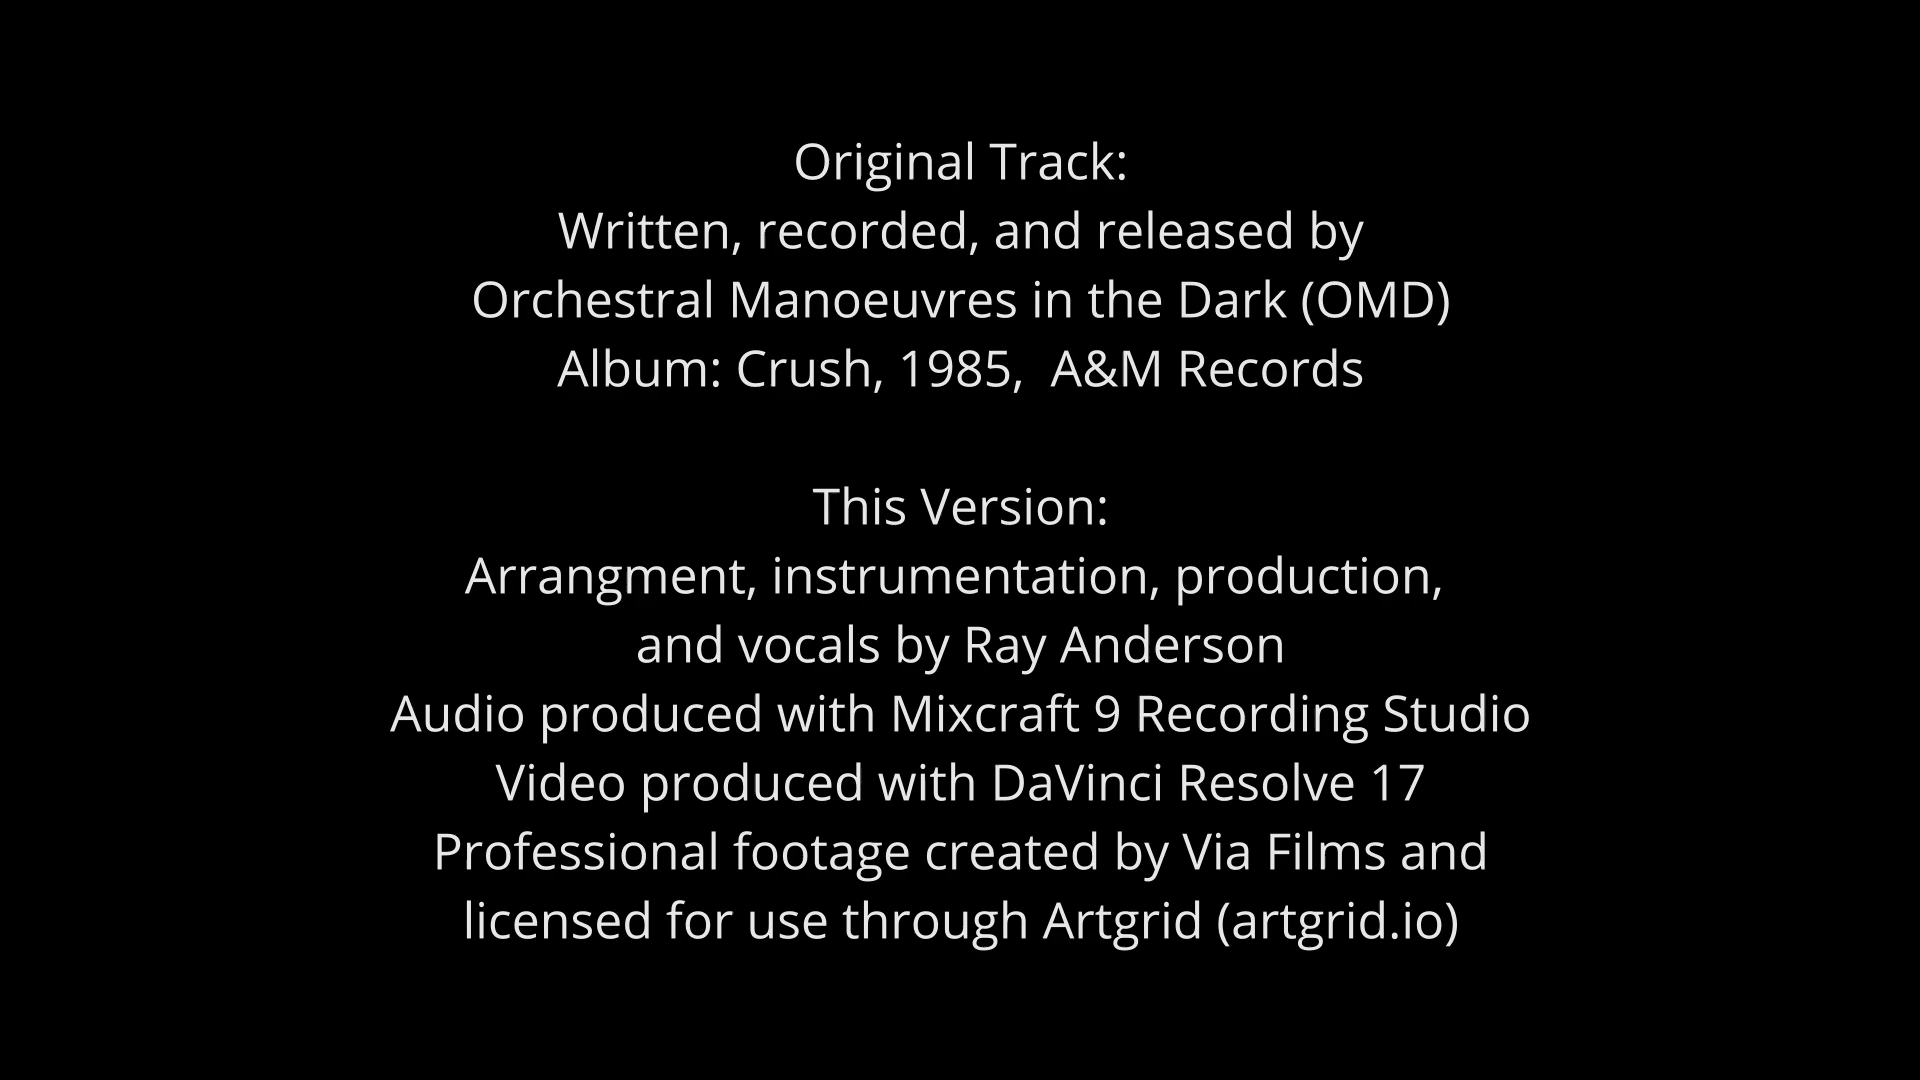 Original Track:
Written, recorded, and released by
Orchestral Manoeuvres in the Dark (OMD)
Album: Crush, 1985,  A&M Records
This Version:
Arrangment, instrumentation, production,
and vocals by Ray Anderson
Audio produced with Mixcraft 9 Recording Studio
Video produced with DaVinci Resolve 17
Professional footage created by Via Films and
licensed for use through Artgrid (artgrid.io)